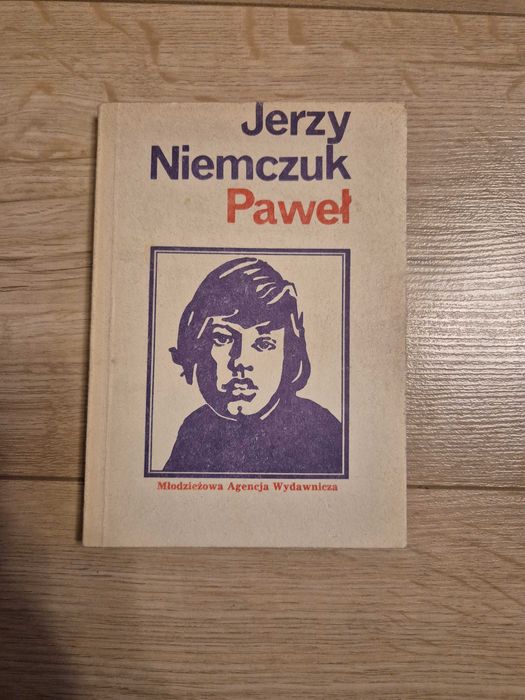 Jerzy
Niemczuk
Paweł
Młodzieżowa Agencja Wydawnicza